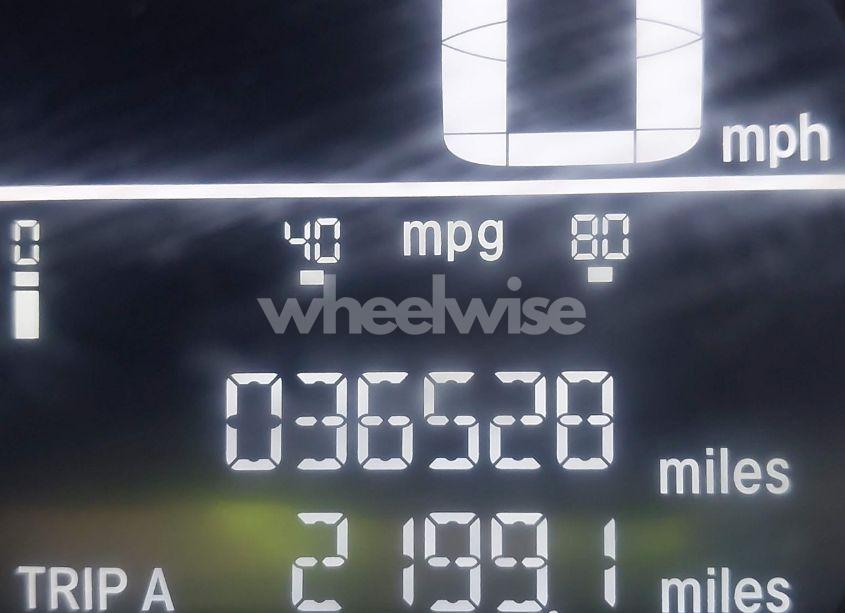 0 mph
0 40 mpg 80
wheelwise
036528 miles
TRIP A 2199.1 miles